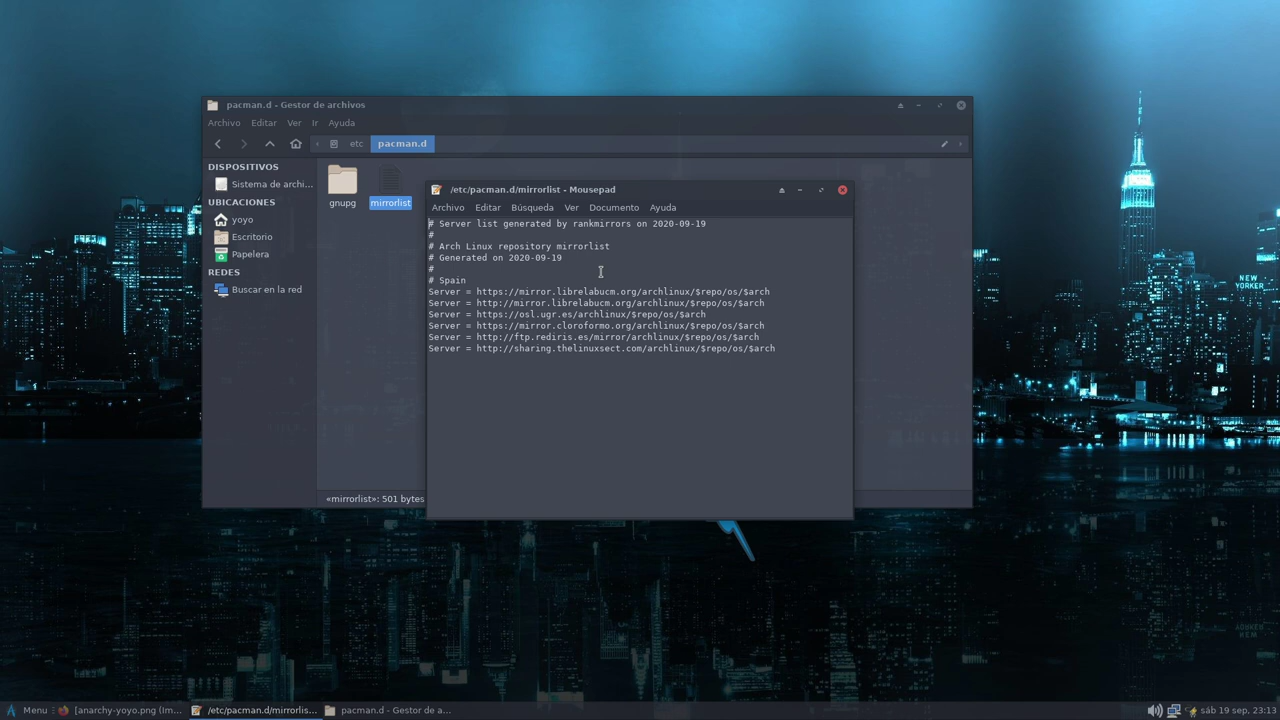 pacman.d - Gestor de archivos
Archivo Editar Ver Ir Ayuda
etc pacman.d
DISPOSITIVOS
Sistema de archi...
UBICACIONES
yoyo
Escritorio
Papelera
REDES
Buscar en la red
gnupg
mirrorlist
«mirrorlist»: 501 bytes
/etc/pacman.d/mirrorlist - Mousepad
Archivo Editar Búsqueda Ver Documento Ayuda
# Server list generated by rankmirrors on 2020-09-19
#
# Arch Linux repository mirrorlist
# Generated on 2020-09-19
#
# Spain
Server = https://mirror.librelabucm.org/archlinux/$repo/os/$arch
Server = http://mirror.librelabucm.org/archlinux/$repo/os/$arch
Server = https://osl.ugr.es/archlinux/$repo/os/$arch
Server = https://mirror.cloroformo.org/archlinux/$repo/os/$arch
Server = http://ftp.rediris.es/mirror/archlinux/$repo/os/$arch
Server = http://sharing.thelinuxsect.com/archlinux/$repo/os/$arch
NEW
YORKER
Menu [anarchy-yoyo.png (Im... /etc/pacman.d/mirrorlis... pacman.d - Gestor de a... sáb 19 sep, 23:13